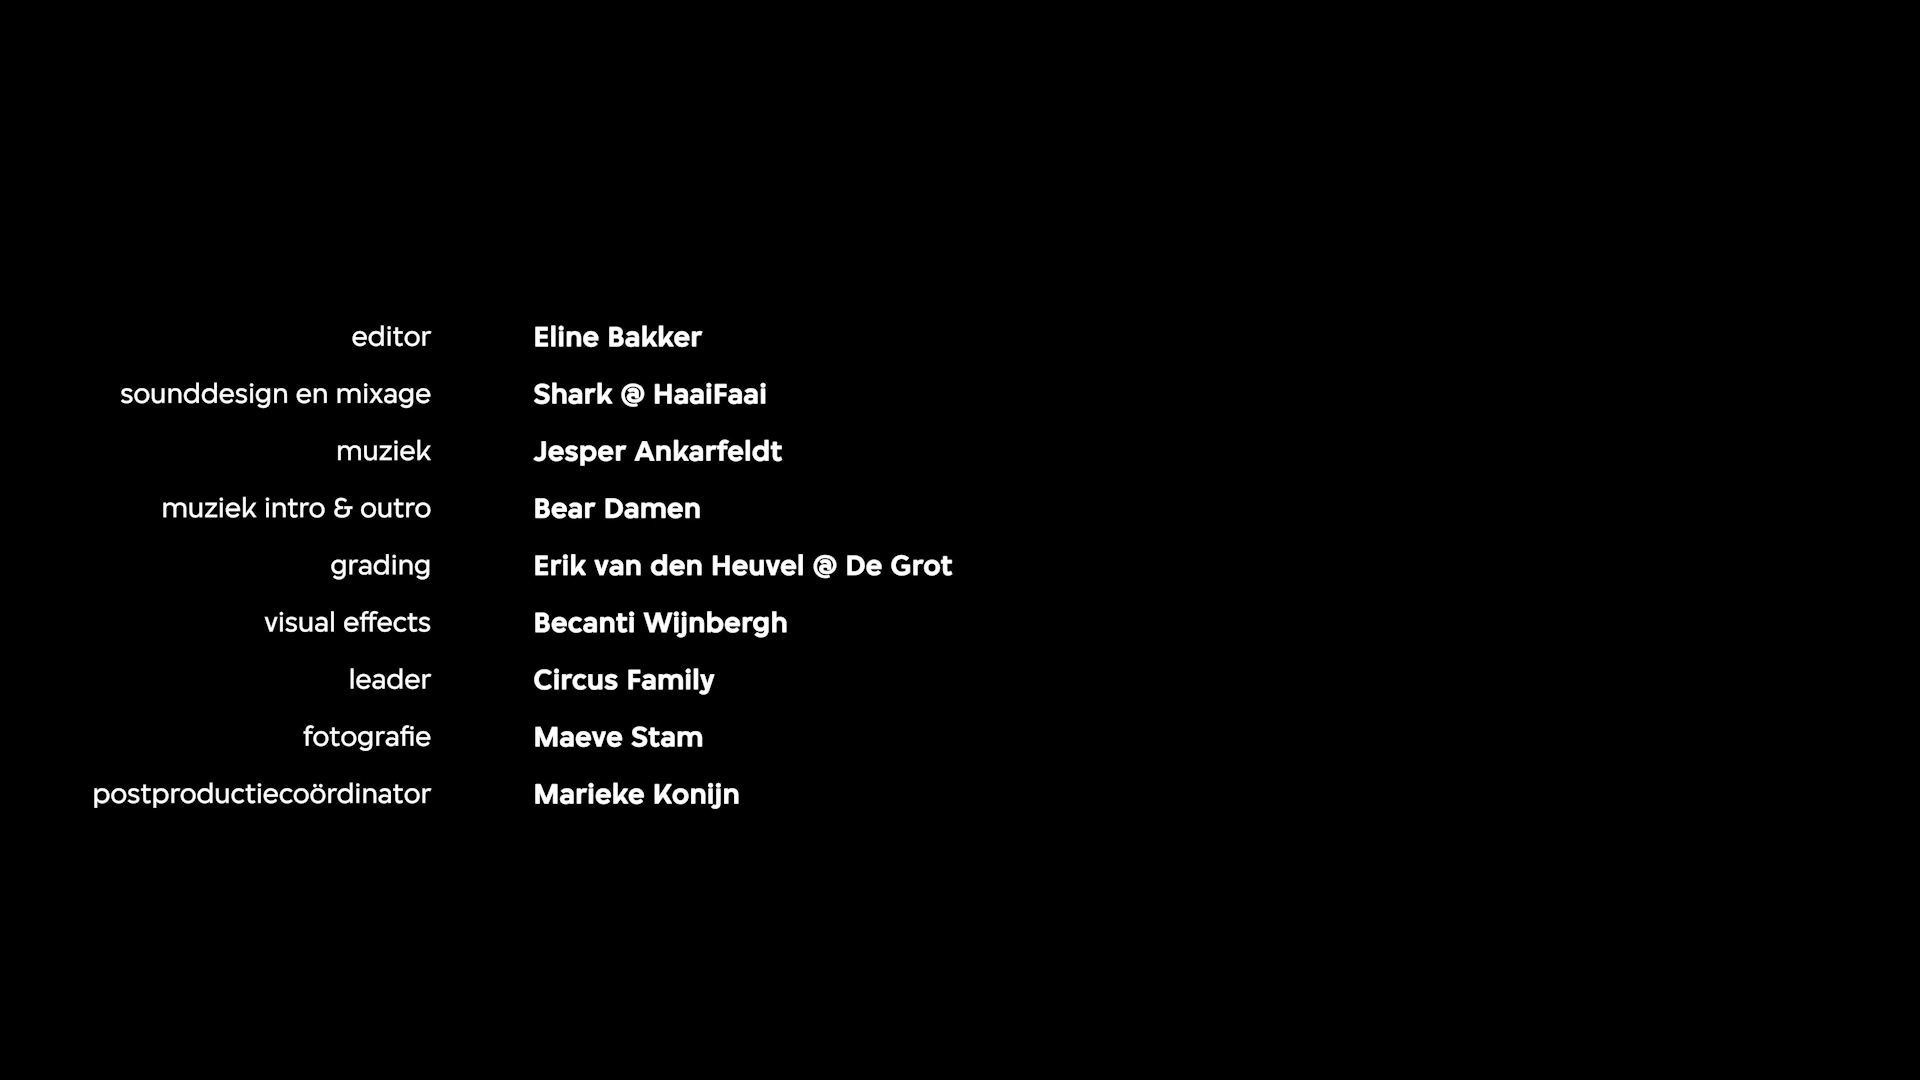 editor Eline Bakker
sounddesign en mixage Shark @ HaaiFaai
muziek Jesper Ankarfeldt
muziek intro & outro Bear Damen
grading Erik van den Heuvel @ De Grot
visual effects Becanti Wijnbergh
leader Circus Family
fotografie Maeve Stam
postproductiecoördinator Marieke Konijn